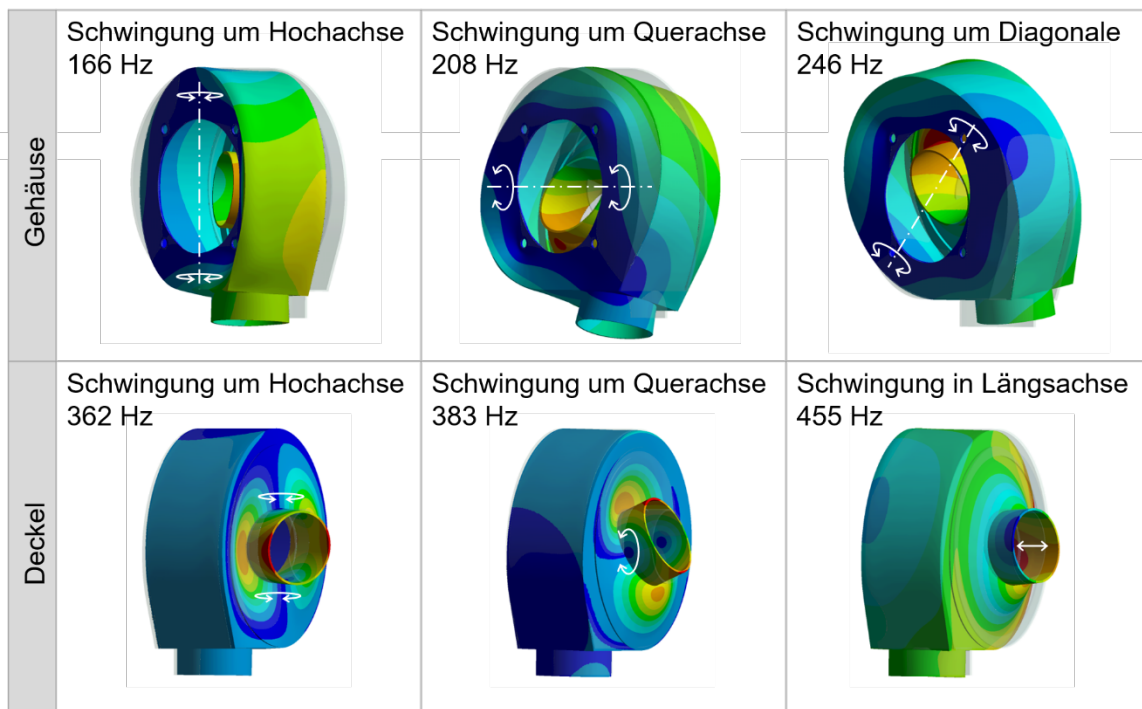 Gehäuse
Schwingung um Hochachse
166 Hz
Schwingung um Querachse
208 Hz
Schwingung um Diagonale
246 Hz
Deckel
Schwingung um Hochachse
362 Hz
Schwingung um Querachse
383 Hz
Schwingung in Längsachse
455 Hz